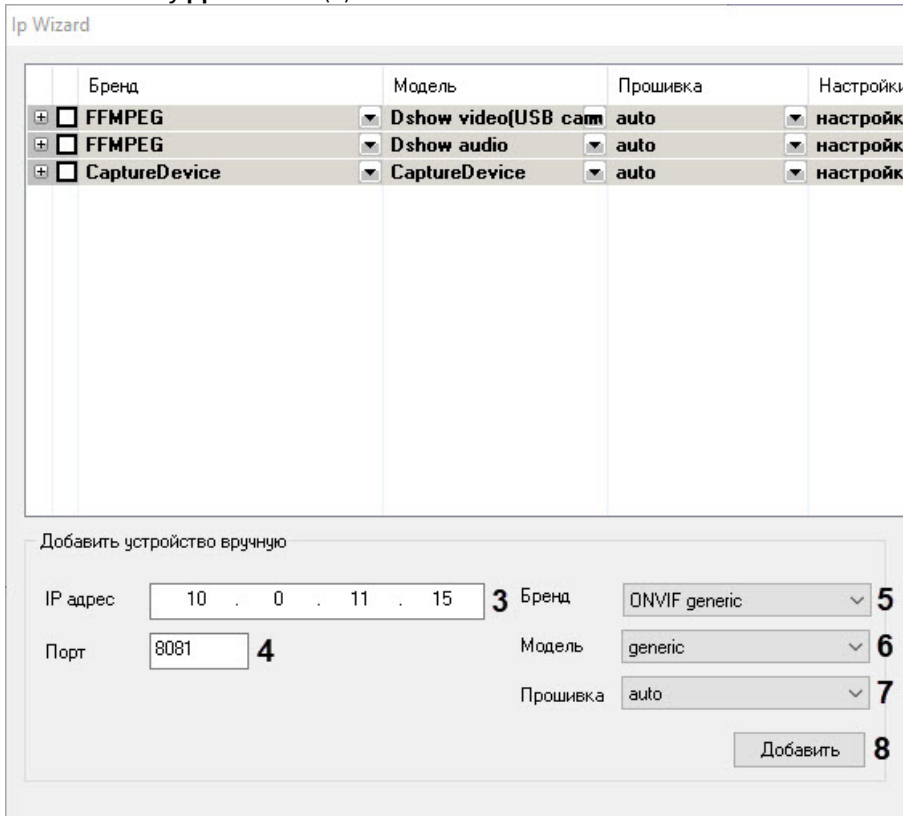 Ip Wizard
Бренд Модель Прошивка Настройки
FFMPEG Dshow video(USB cam auto настройк
FFMPEG Dshow audio auto настройк
CaptureDevice CaptureDevice auto настройк
Добавить устройство вручную
IP адрес 10 . 0 . 11 . 15 3 Бренд ONVIF generic 5
Порт 8081 4 Модель generic 6
Прошивка auto 7
Добавить 8